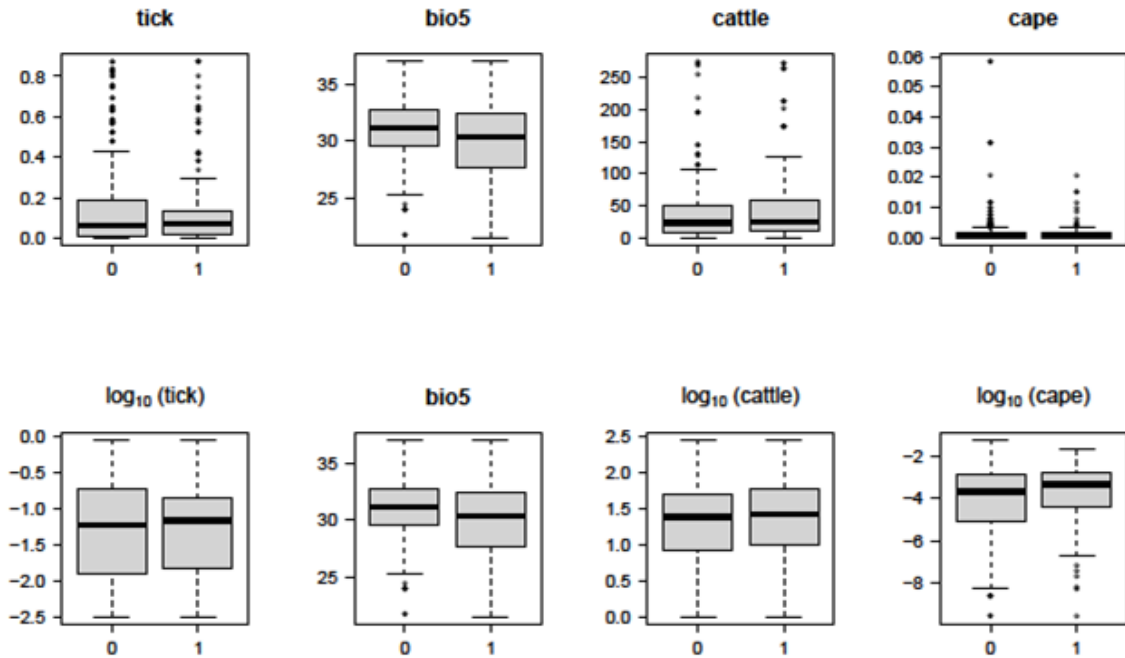 tick bio5 cattle cape
0.8 35 250 0.06
0.6 30 200 0.05
0.4 25 150 0.04
0.2 100 0.03
0.0 50 0.02
0 0.01
0.00
0 1 0 1 0 1 0 1
log₁₀ (tick) bio5 log₁₀ (cattle) log₁₀ (cape)
0.0 35 2.5 −2
−0.5 30 2.0 −4
−1.0 25 1.5 −6
−1.5 1.0 −8
−2.0 0.5
−2.5 0.0
0 1 0 1 0 1 0 1